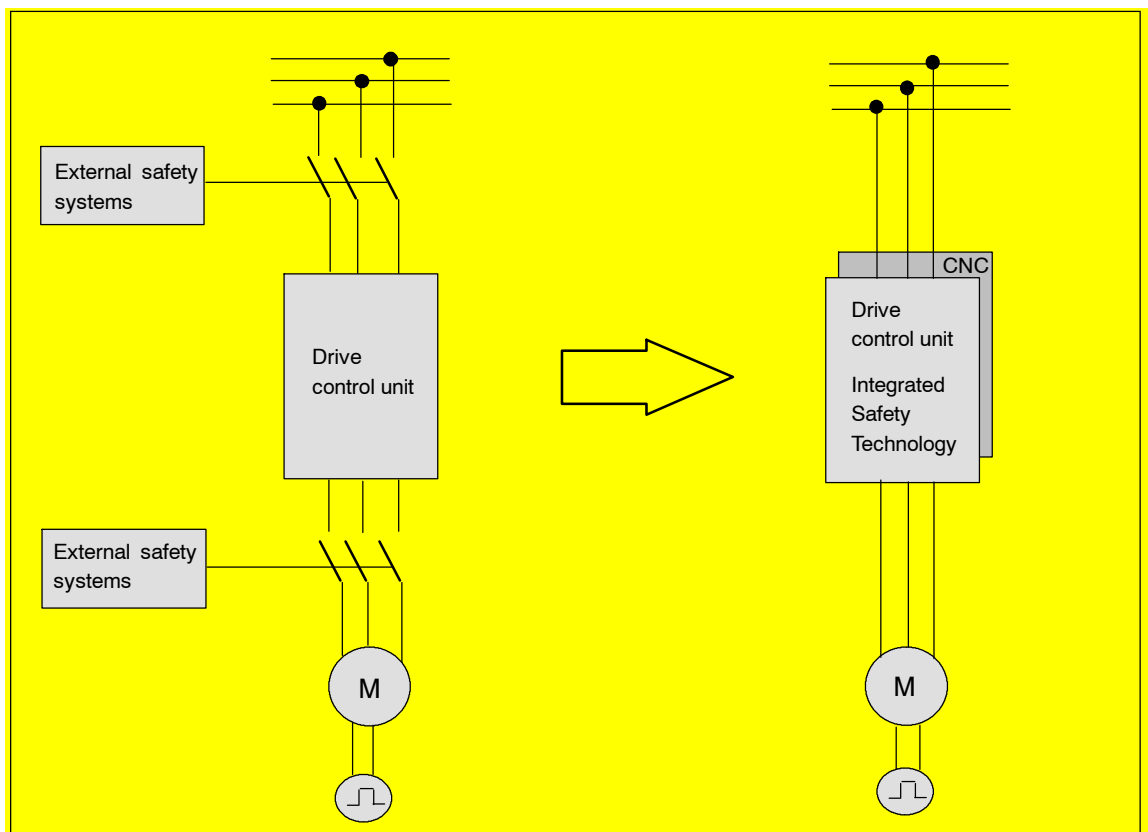 External safety
systems
Drive
control unit
External safety
systems
M
CNC
Drive
control unit
Integrated
Safety
Technology
M